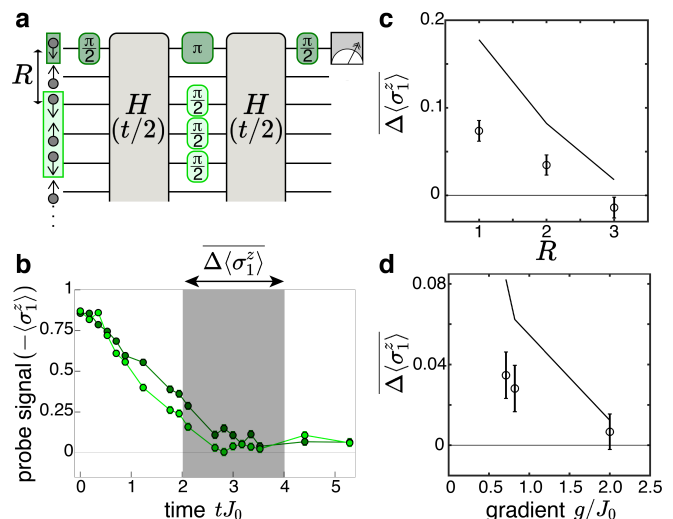 a
π/2
π
π/2
R
H
(t/2)
π/2
π/2
π/2
H
(t/2)
b
Δ⟨σ₁ᶻ⟩
probe signal (−⟨σ₁ᶻ⟩)
1
0.75
0.5
0.25
0
0 1 2 3 4 5
time tJ₀
c
Δ⟨σ₁ᶻ⟩
0.2
0.1
0
1 2 3
R
d
Δ⟨σ₁ᶻ⟩
0.08
0.04
0
0 0.5 1.0 1.5 2.0 2.5
gradient g/J₀